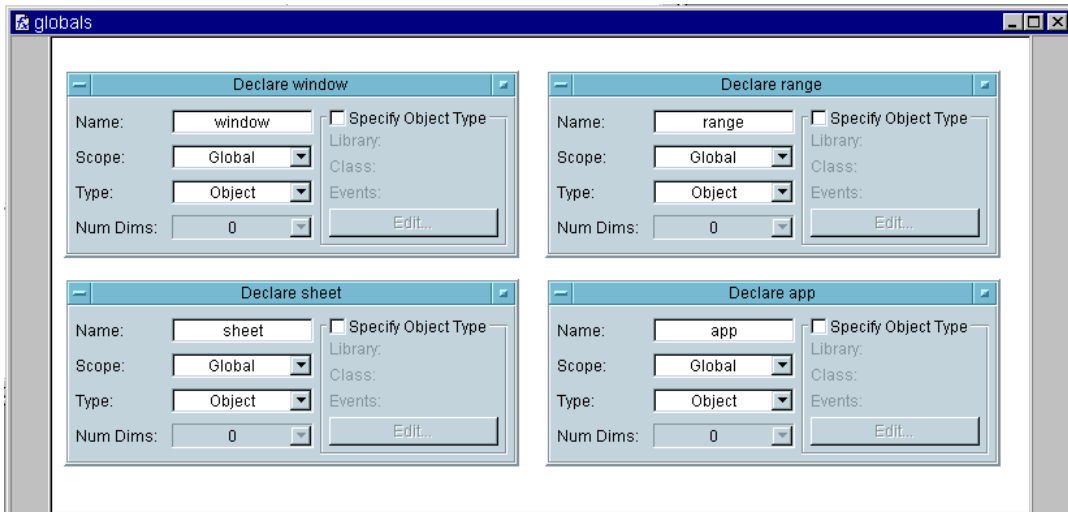 globals
Declare window
Name: window
Specify Object Type
Library:
Scope: Global
Class:
Type: Object
Events:
Num Dims: 0
Edit...
Declare range
Name: range
Specify Object Type
Library:
Scope: Global
Class:
Type: Object
Events:
Num Dims: 0
Edit...
Declare sheet
Name: sheet
Specify Object Type
Library:
Scope: Global
Class:
Type: Object
Events:
Num Dims: 0
Edit...
Declare app
Name: app
Specify Object Type
Library:
Scope: Global
Class:
Type: Object
Events:
Num Dims: 0
Edit...